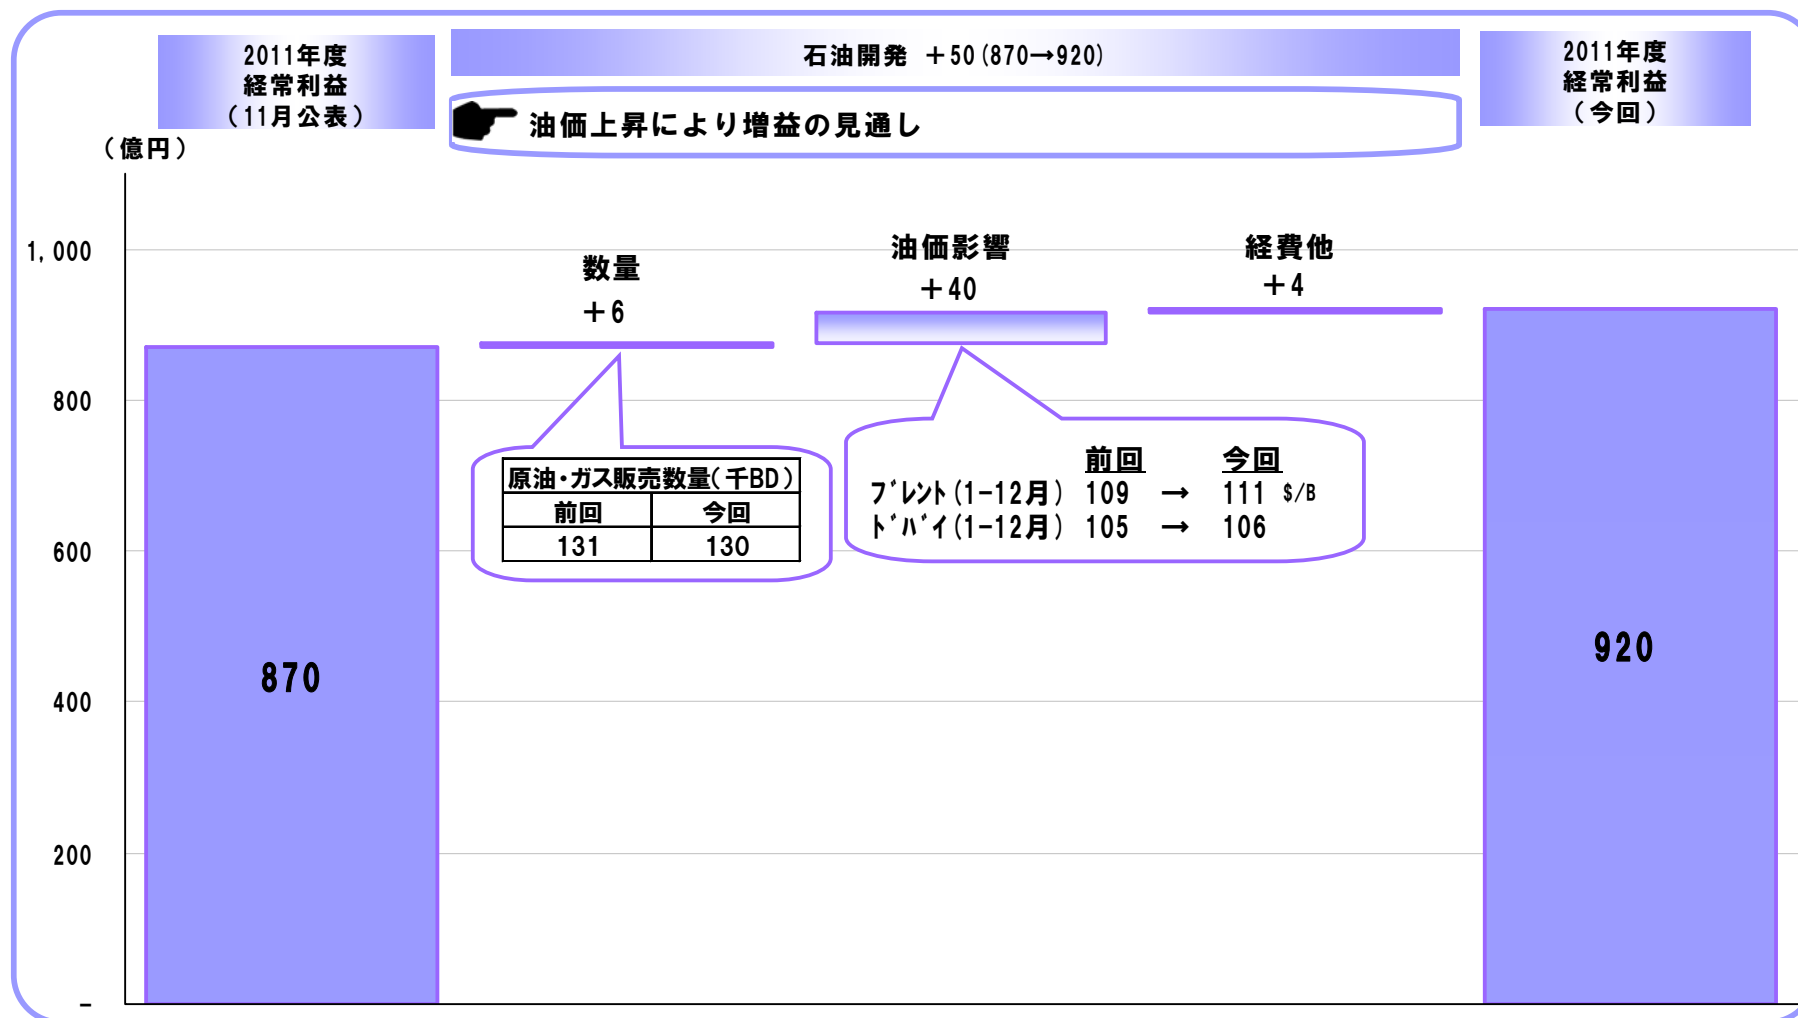 2011年度
経常利益
（11月公表）
石油開発 ＋50(870→920)
油価上昇により増益の見通し
2011年度
経常利益
（今回）
（億円）
1,000
800
600
400
200
-
870
数量
＋6
油価影響
＋40
経費他
＋4
920
原油・ガス販売数量(千BD)
前回 今回
131 130
前回 今回
ﾌﾞﾚﾝﾄ(1-12月) 109 → 111 $/B
ﾄﾞﾊﾞｲ(1-12月) 105 → 106